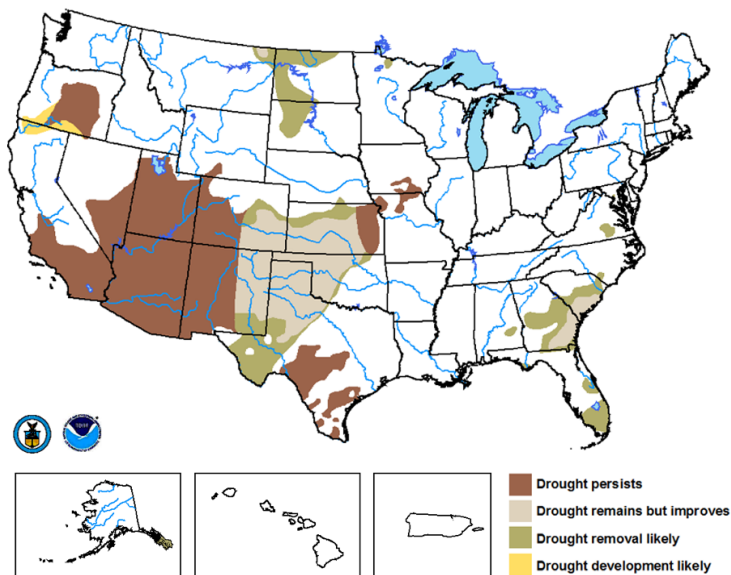 Drought persists
Drought remains but improves
Drought removal likely
Drought development likely